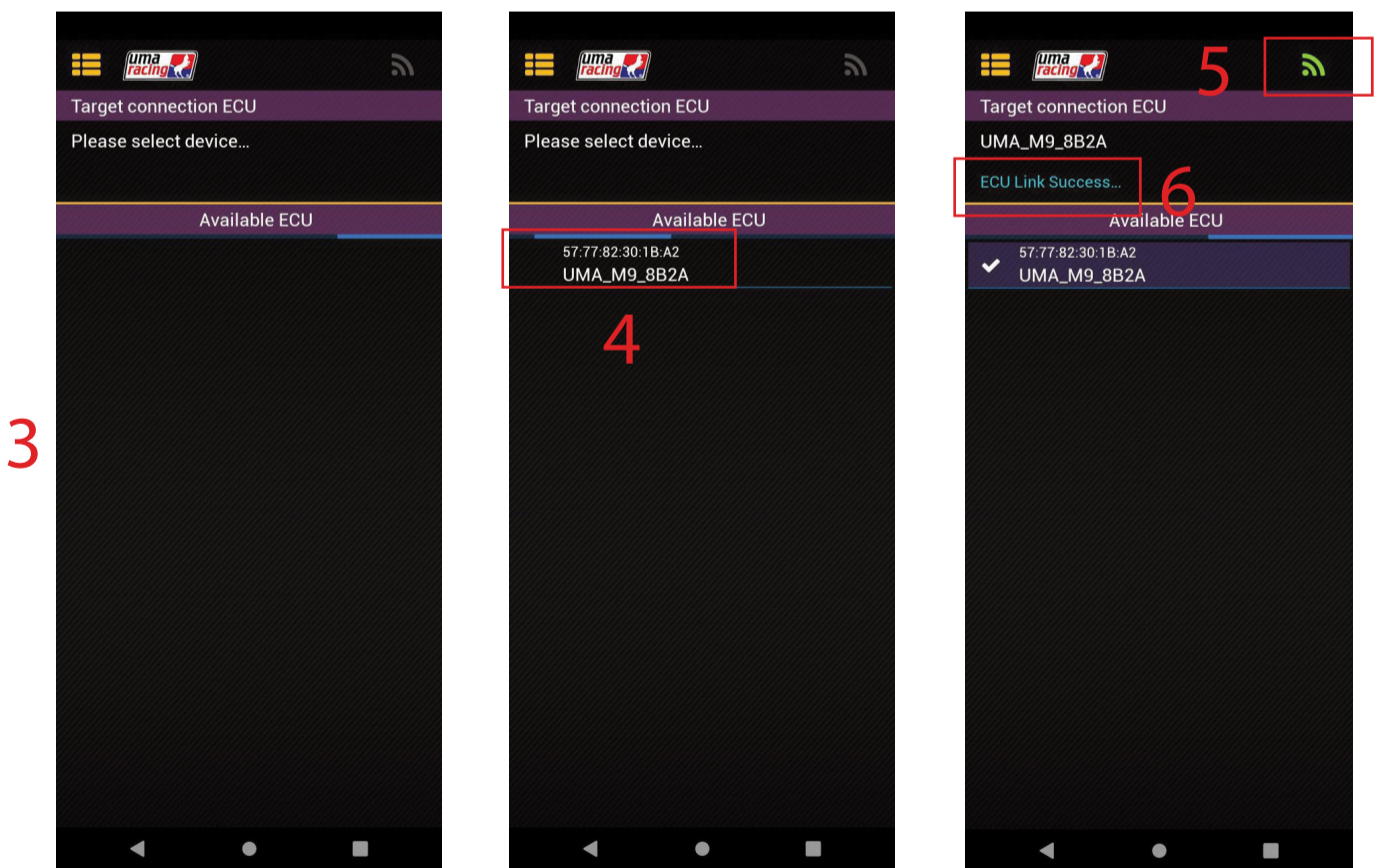 3
uma
racing
Target connection ECU
Please select device...
Available ECU
uma
racing
Target connection ECU
Please select device...
Available ECU
57:77:82:30:1B:A2
UMA_M9_8B2A
4
uma
racing
5
Target connection ECU
UMA_M9_8B2A
ECU Link Success...
6
Available ECU
57:77:82:30:1B:A2
UMA_M9_8B2A